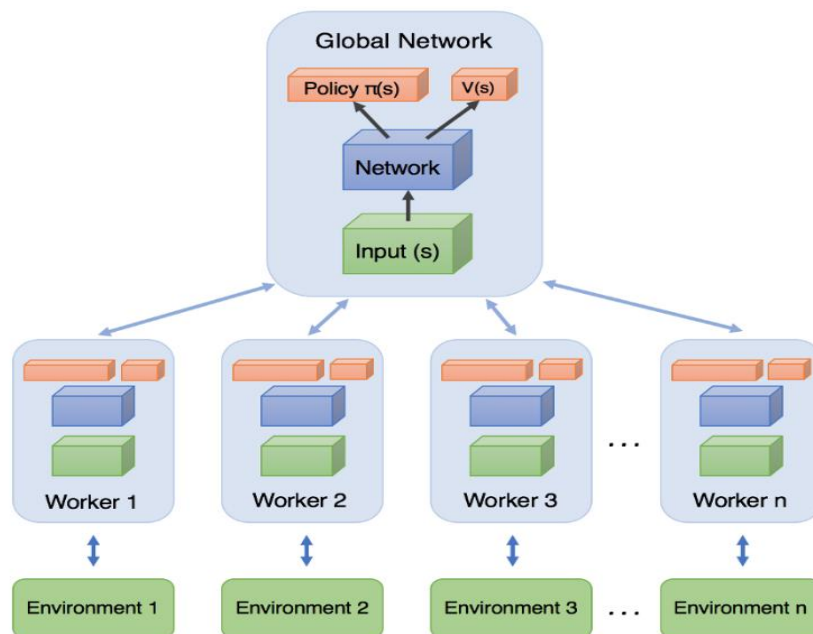 Global Network
Policy π(s)
V(s)
Network
Input (s)
Worker 1
Worker 2
Worker 3
...
Worker n
Environment 1
Environment 2
Environment 3
...
Environment n